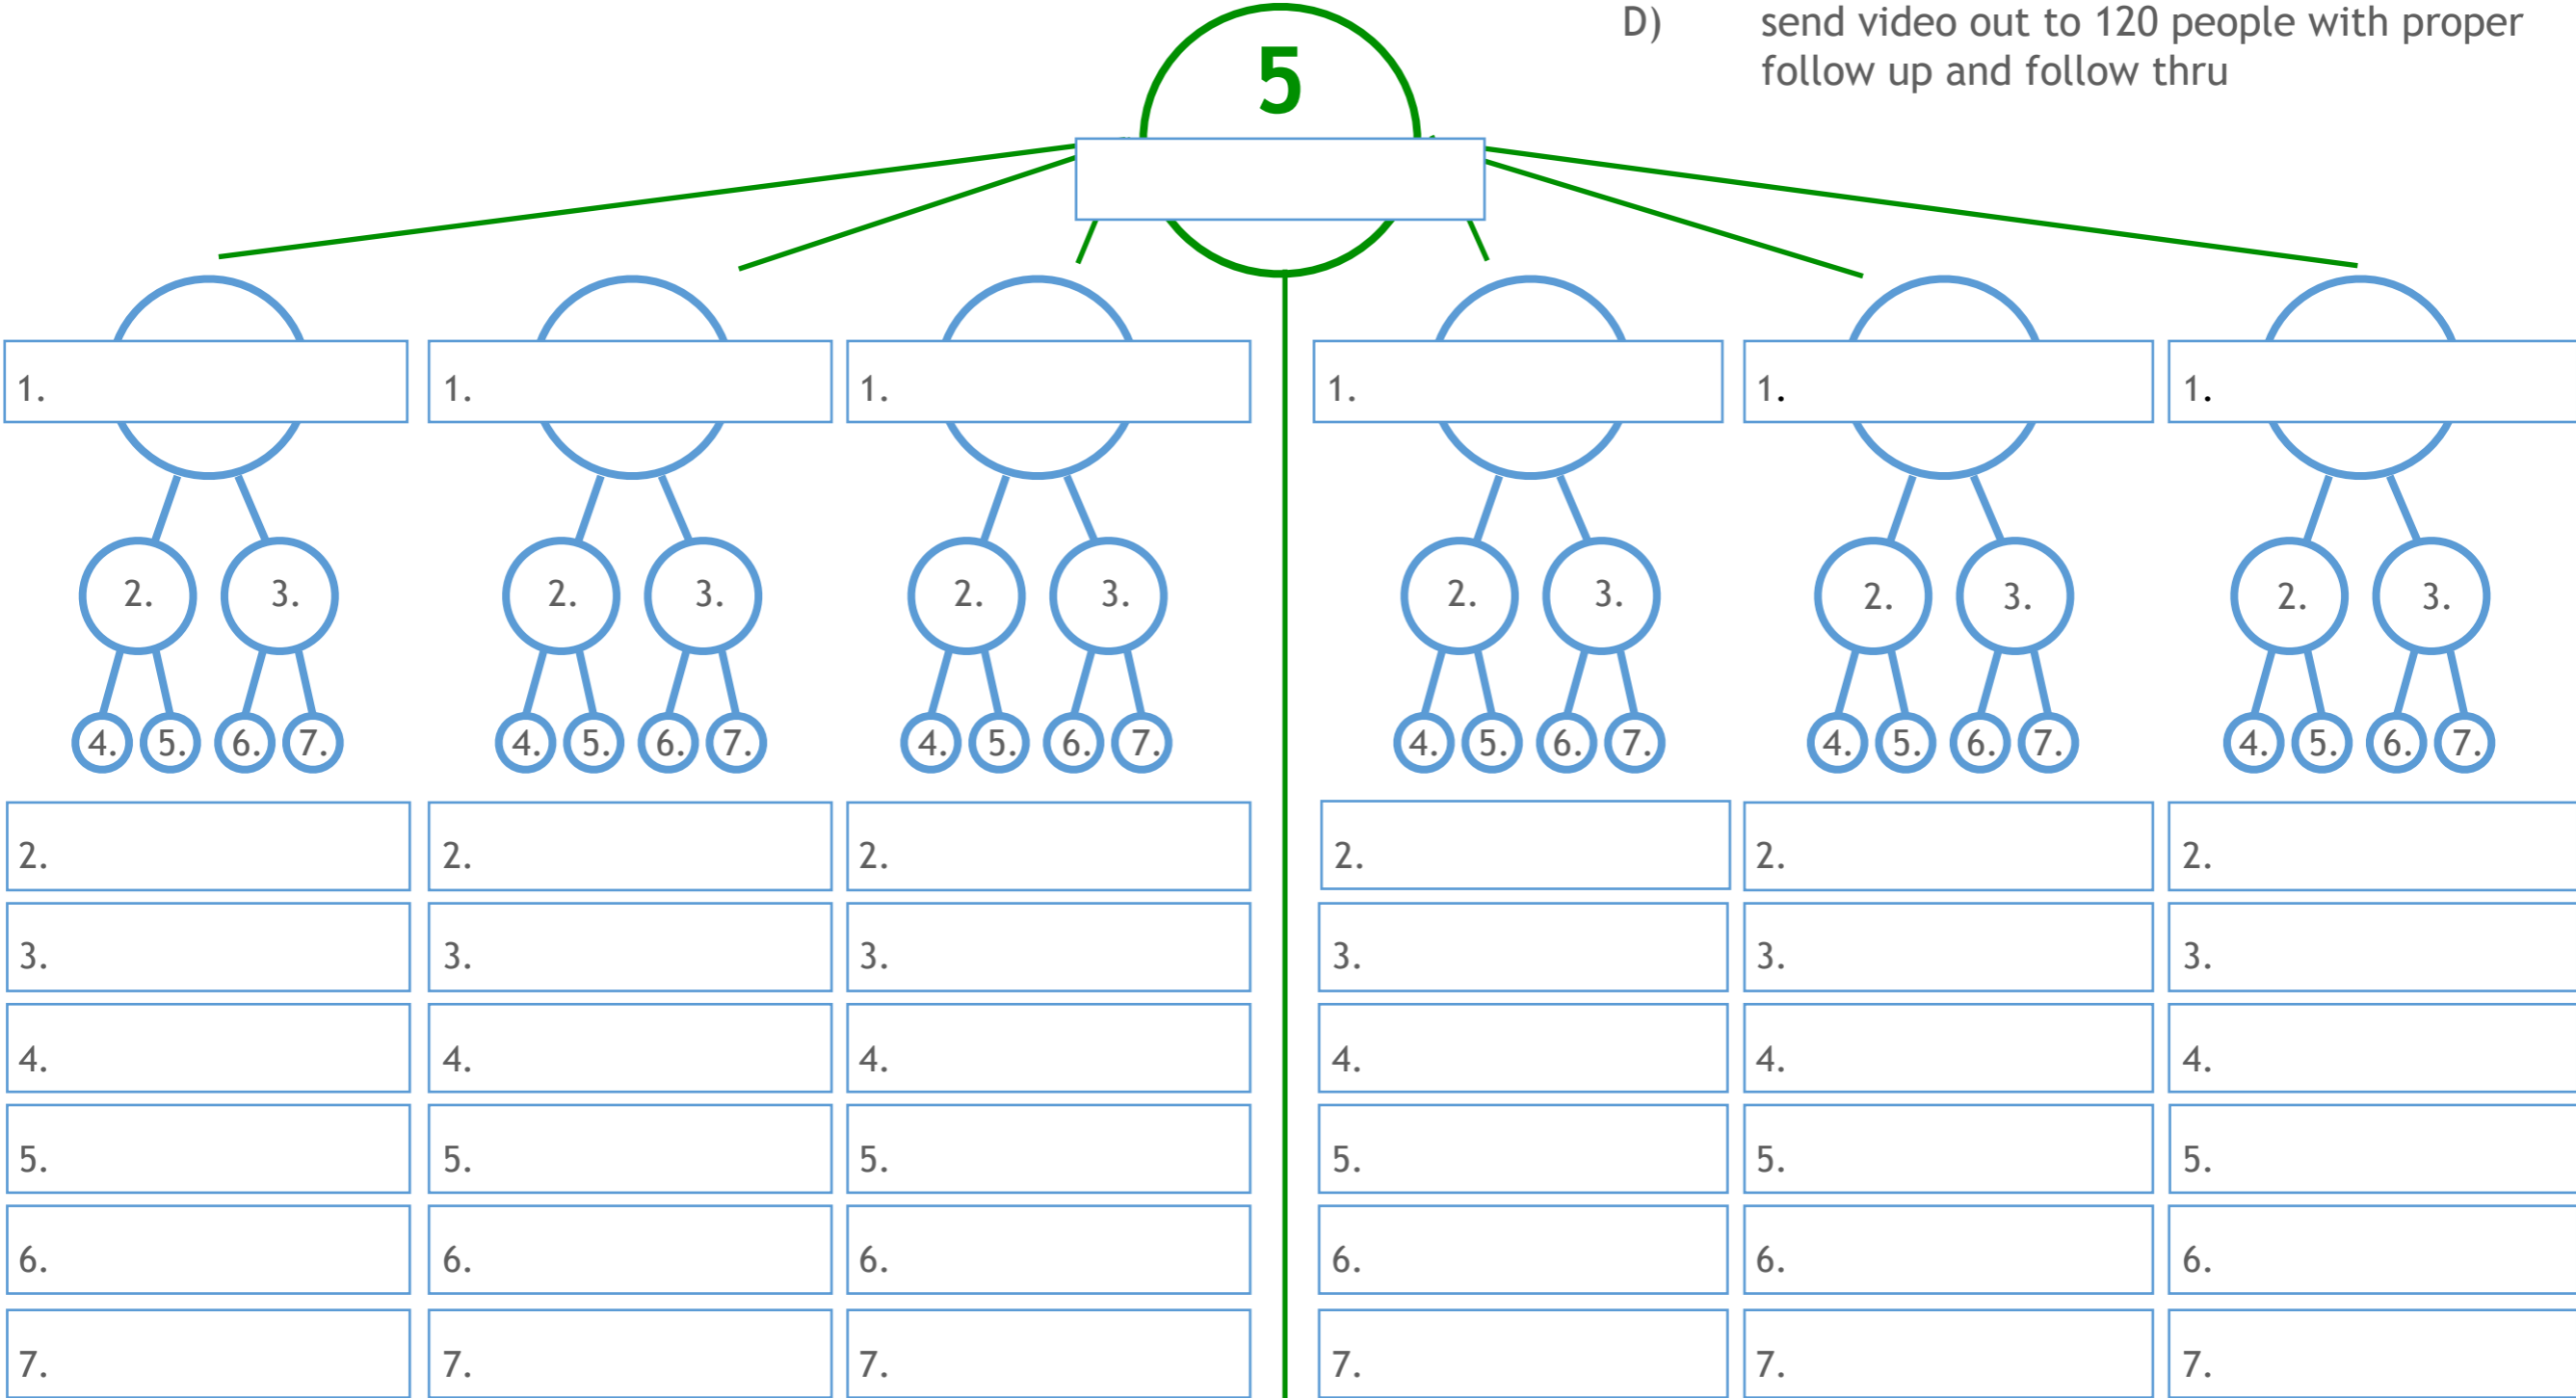 D) send video out to 120 people with proper
follow up and follow thru
5
1. 1. 1. 1. 1. 1.
2. 3. 2. 3. 2. 3. 2. 3. 2. 3. 2. 3.
4. 5. 6. 7. 4. 5. 6. 7. 4. 5. 6. 7. 4. 5. 6. 7. 4. 5. 6. 7. 4. 5. 6. 7.
2. 2. 2. 2. 2. 2.
3. 3. 3. 3. 3. 3.
4. 4. 4. 4. 4. 4.
5. 5. 5. 5. 5. 5.
6. 6. 6. 6. 6. 6.
7. 7. 7. 7. 7. 7.